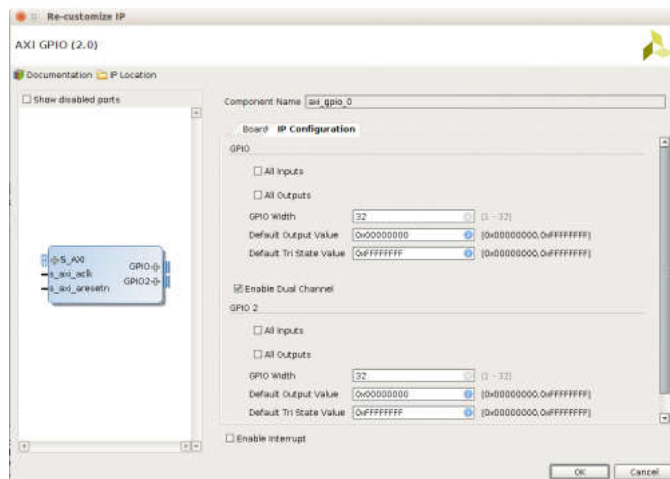 Re-customize IP
AXI GPIO (2.0)
Documentation IP Location
Show disabled ports
S_AXI
s_axi_aclk
s_axi_aresetn
GPIO
GPIO2
Component Name axi_gpio_0
Board IP Configuration
GPIO
All Inputs
All Outputs
GPIO Width 32 [1 - 32]
Default Output Value 0x00000000 [0x00000000,0xFFFFFFFF]
Default Tri State Value 0xFFFFFFFF [0x00000000,0xFFFFFFFF]
Enable Dual Channel
GPIO 2
All Inputs
All Outputs
GPIO Width 32 [1 - 32]
Default Output Value 0x00000000 [0x00000000,0xFFFFFFFF]
Default Tri State Value 0xFFFFFFFF [0x00000000,0xFFFFFFFF]
Enable Interrupt
OK Cancel